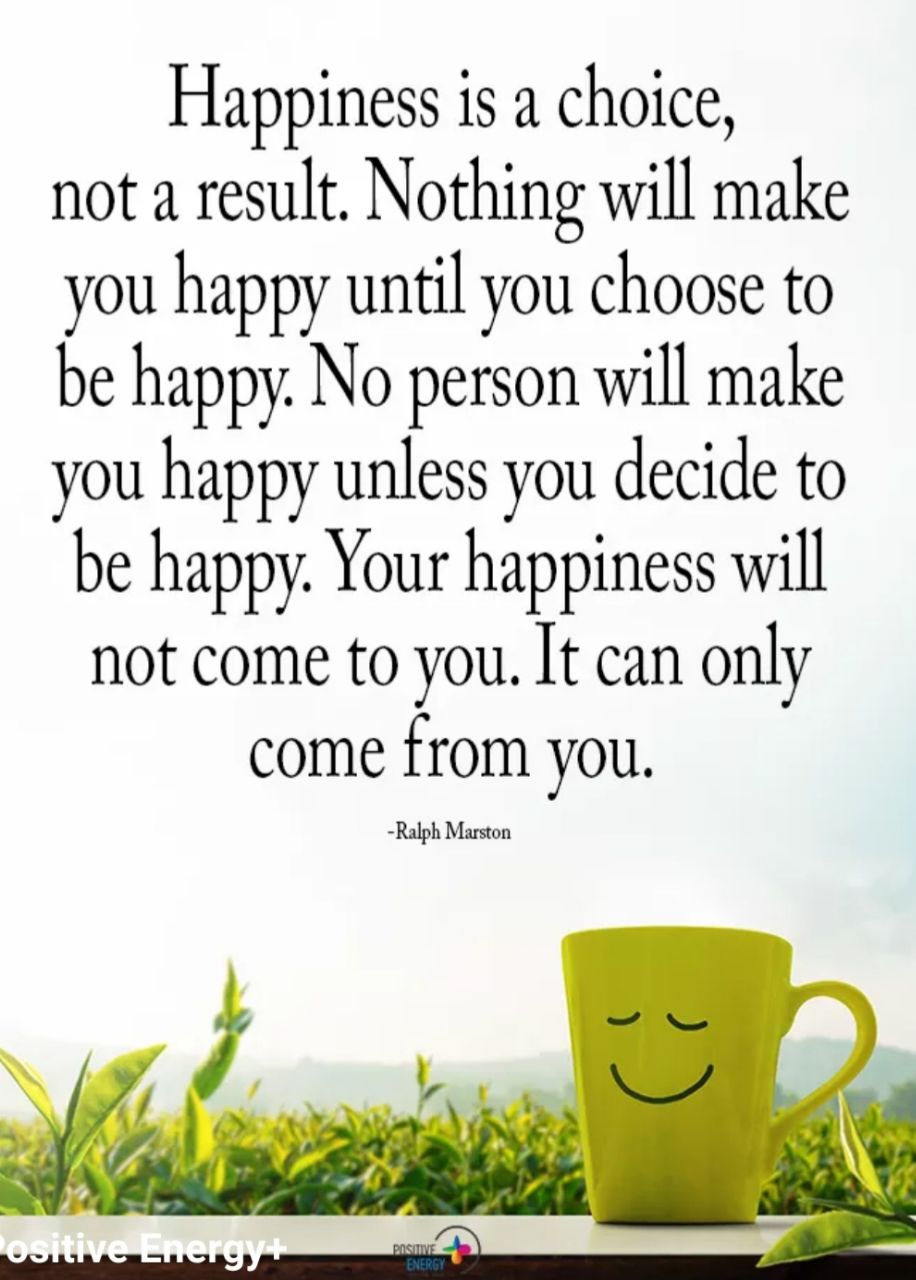 Happiness is a choice,
not a result. Nothing will make
you happy until you choose to
be happy. No person will make
you happy unless you decide to
be happy. Your happiness will
not come to you. It can only
come from you.
-Ralph Marston
Positive Energy+
POSITIVE
ENERGY